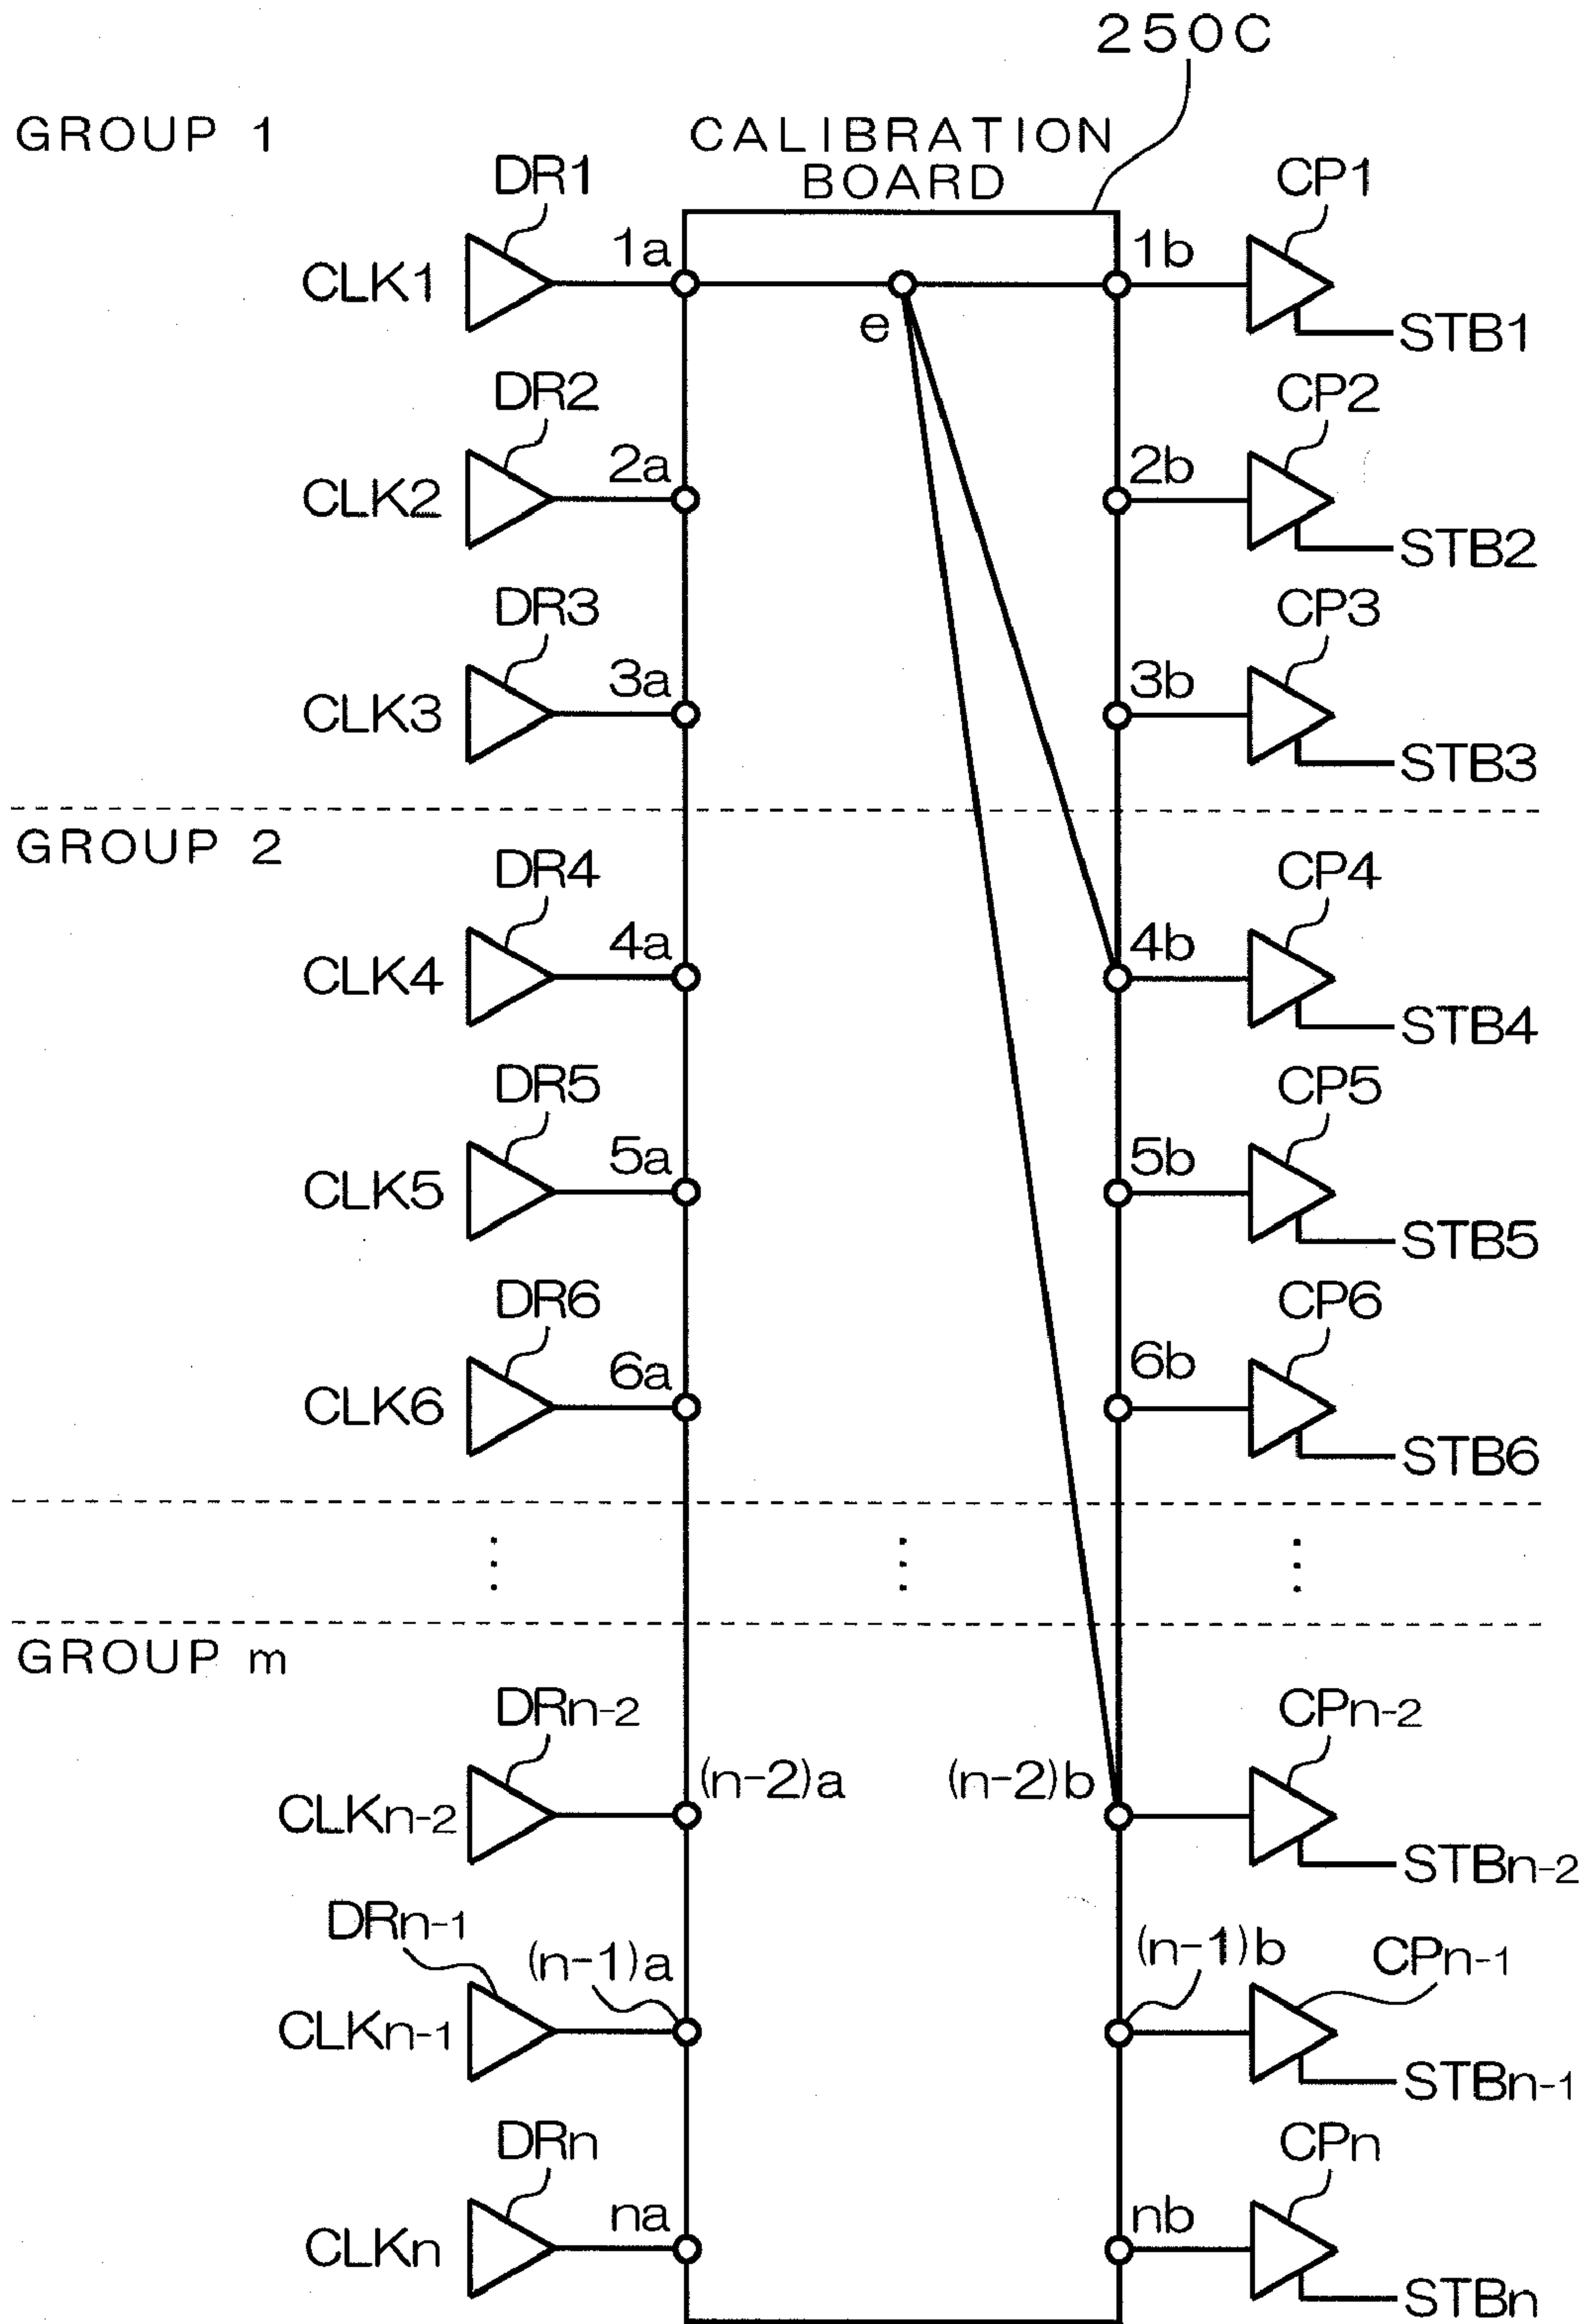 250C
GROUP 1
CALIBRATION
BOARD
DR1
CP1
1a
1b
CLK1
e
STB1
DR2
CP2
2a
2b
CLK2
STB2
DR3
CP3
3a
3b
CLK3
STB3
GROUP 2
DR4
CP4
4a
4b
CLK4
STB4
DR5
CP5
5a
5b
CLK5
STB5
DR6
CP6
6a
6b
CLK6
STB6
GROUP m
DRn-2
CPn-2
(n-2)a
(n-2)b
CLKn-2
STBn-2
DRn-1
CPn-1
(n-1)a
(n-1)b
CLKn-1
STBn-1
DRn
CPn
na
nb
CLKn
STBn